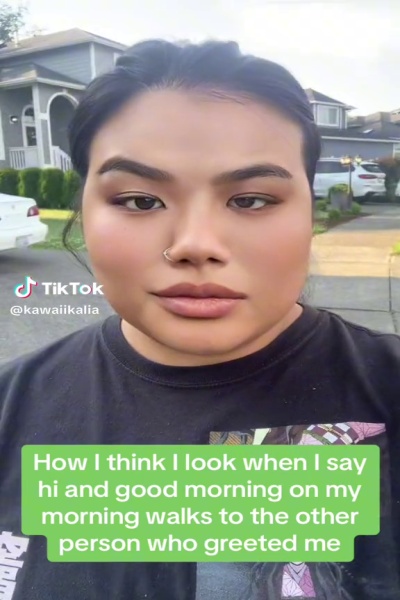 TikTok
@kawaiikalia
How I think I look when I say
hi and good morning on my
morning walks to the other
person who greeted me